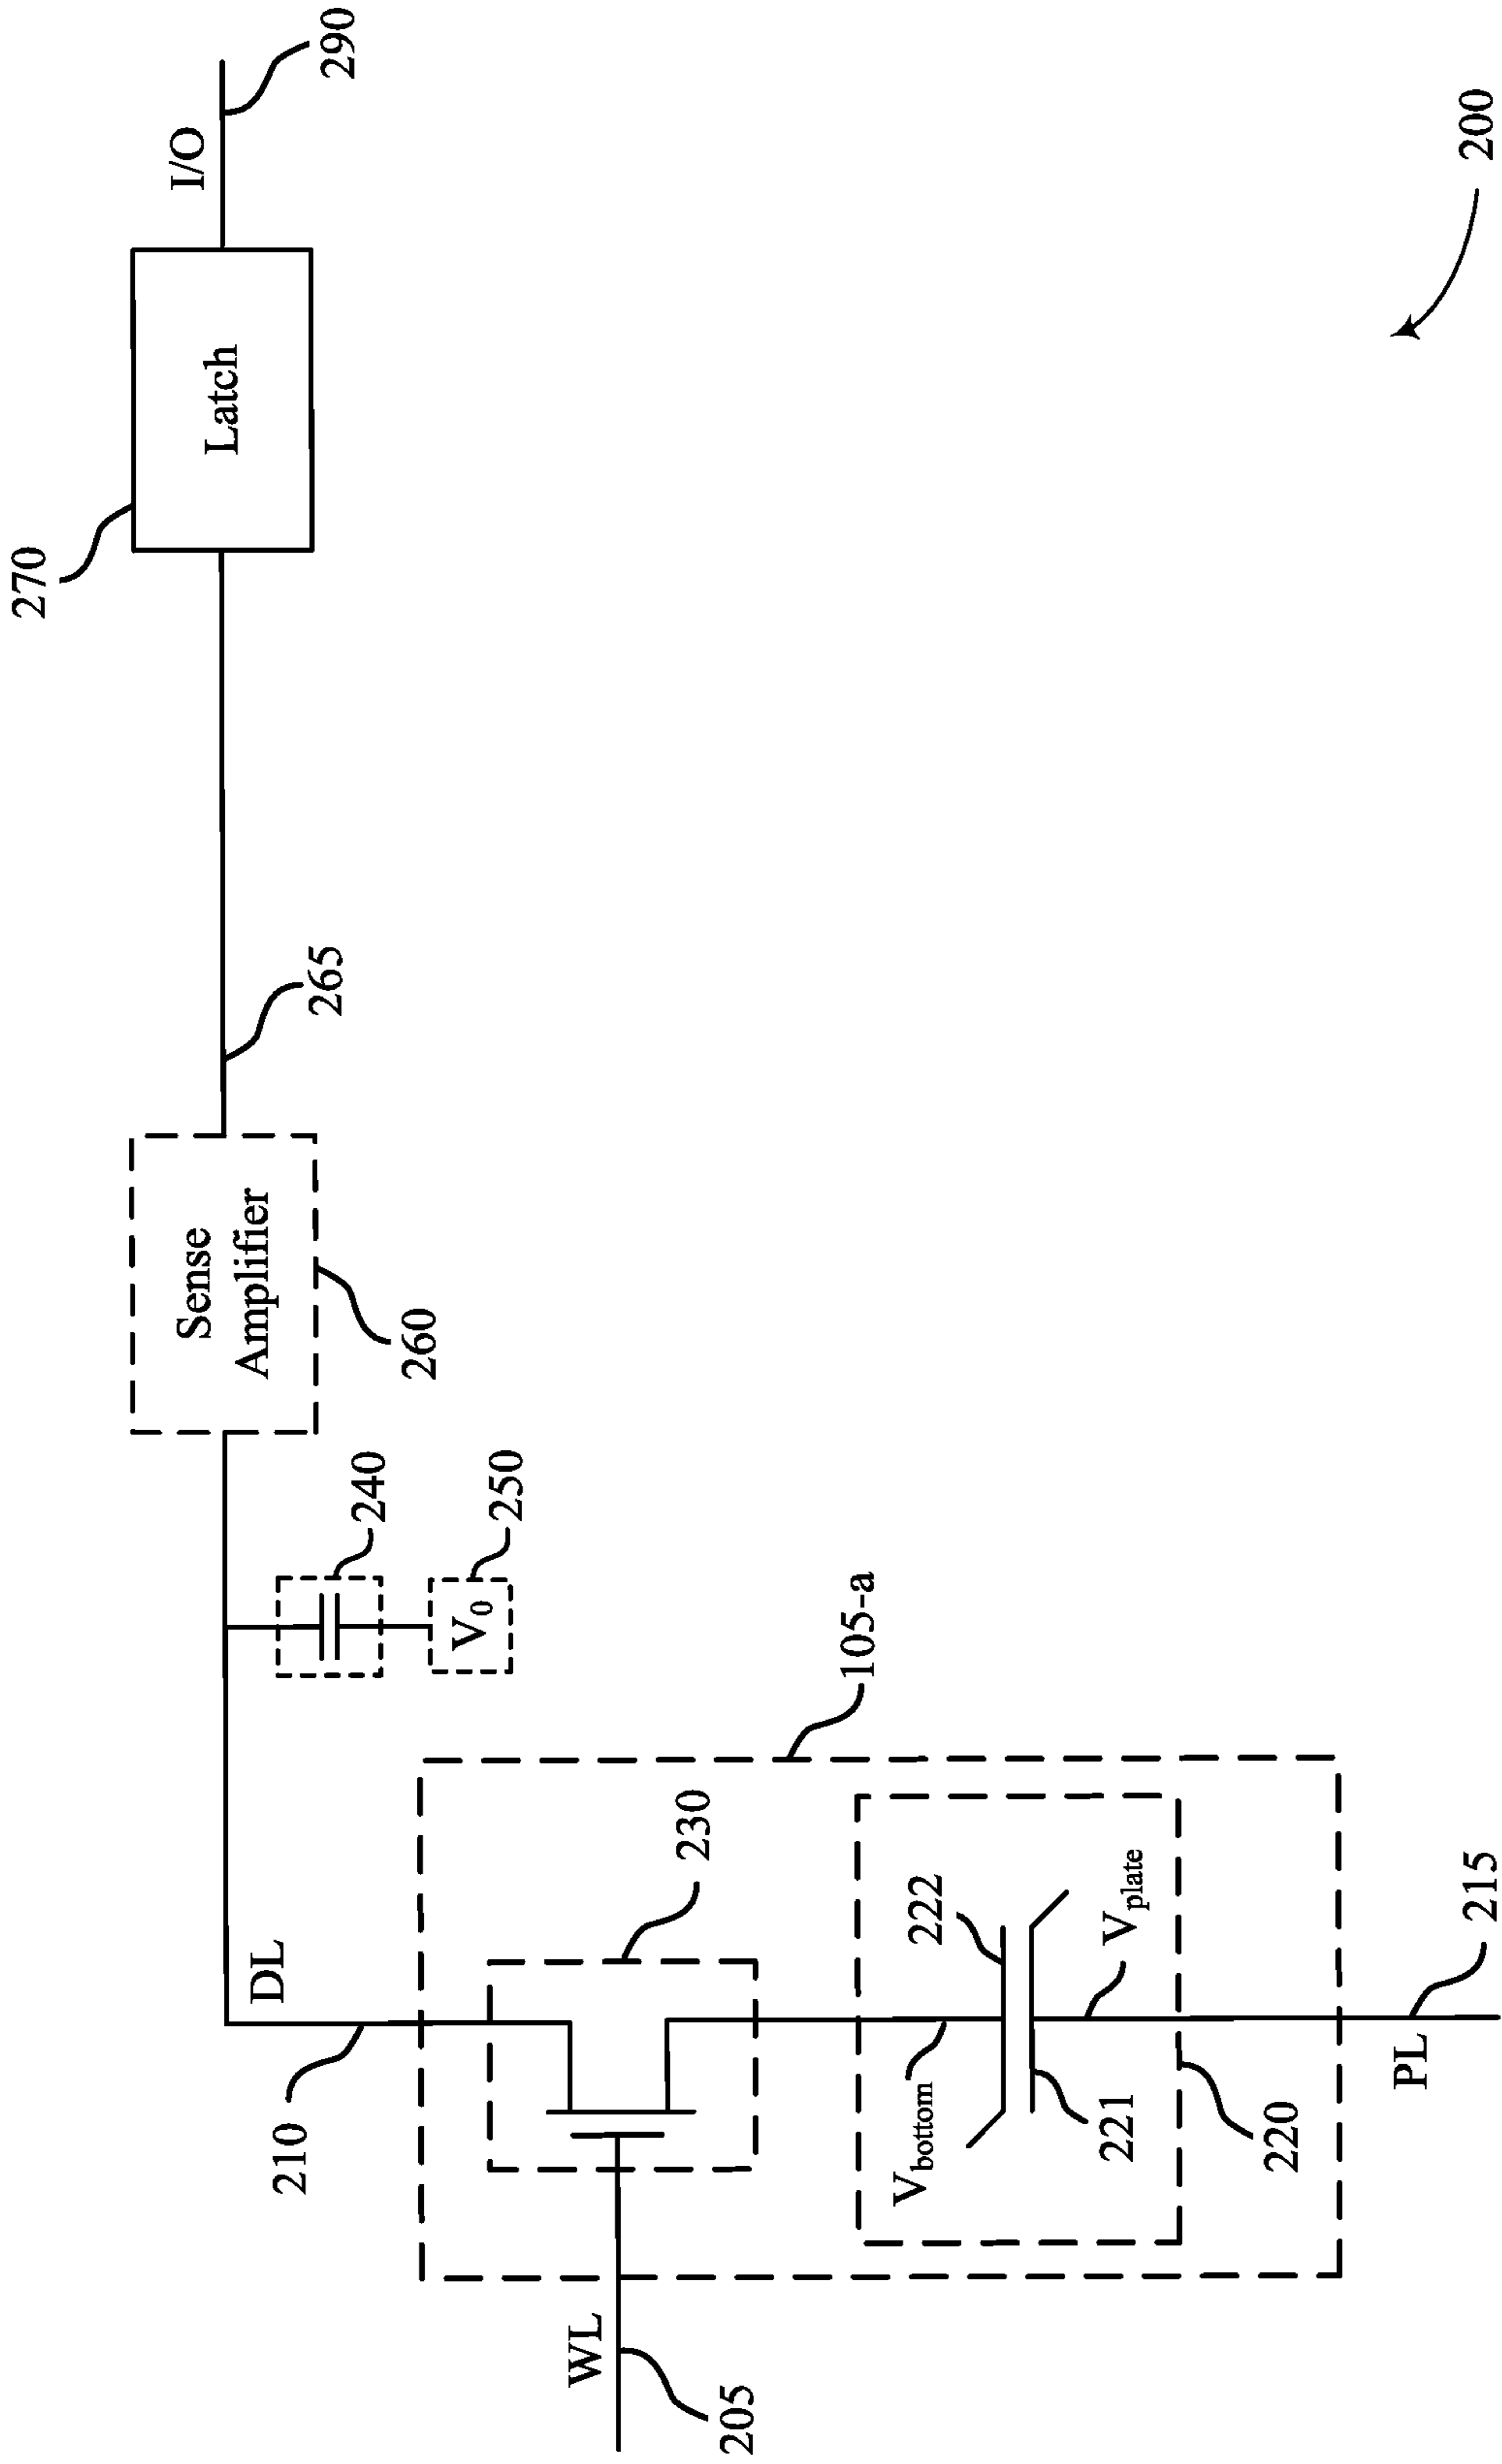 270
I/O
290
Latch
265
Sense
Amplifier
260
240
V0
250
DL
210
WL
205
230
105-a
Vbottom
222
221
Vplate
220
PL
215
200